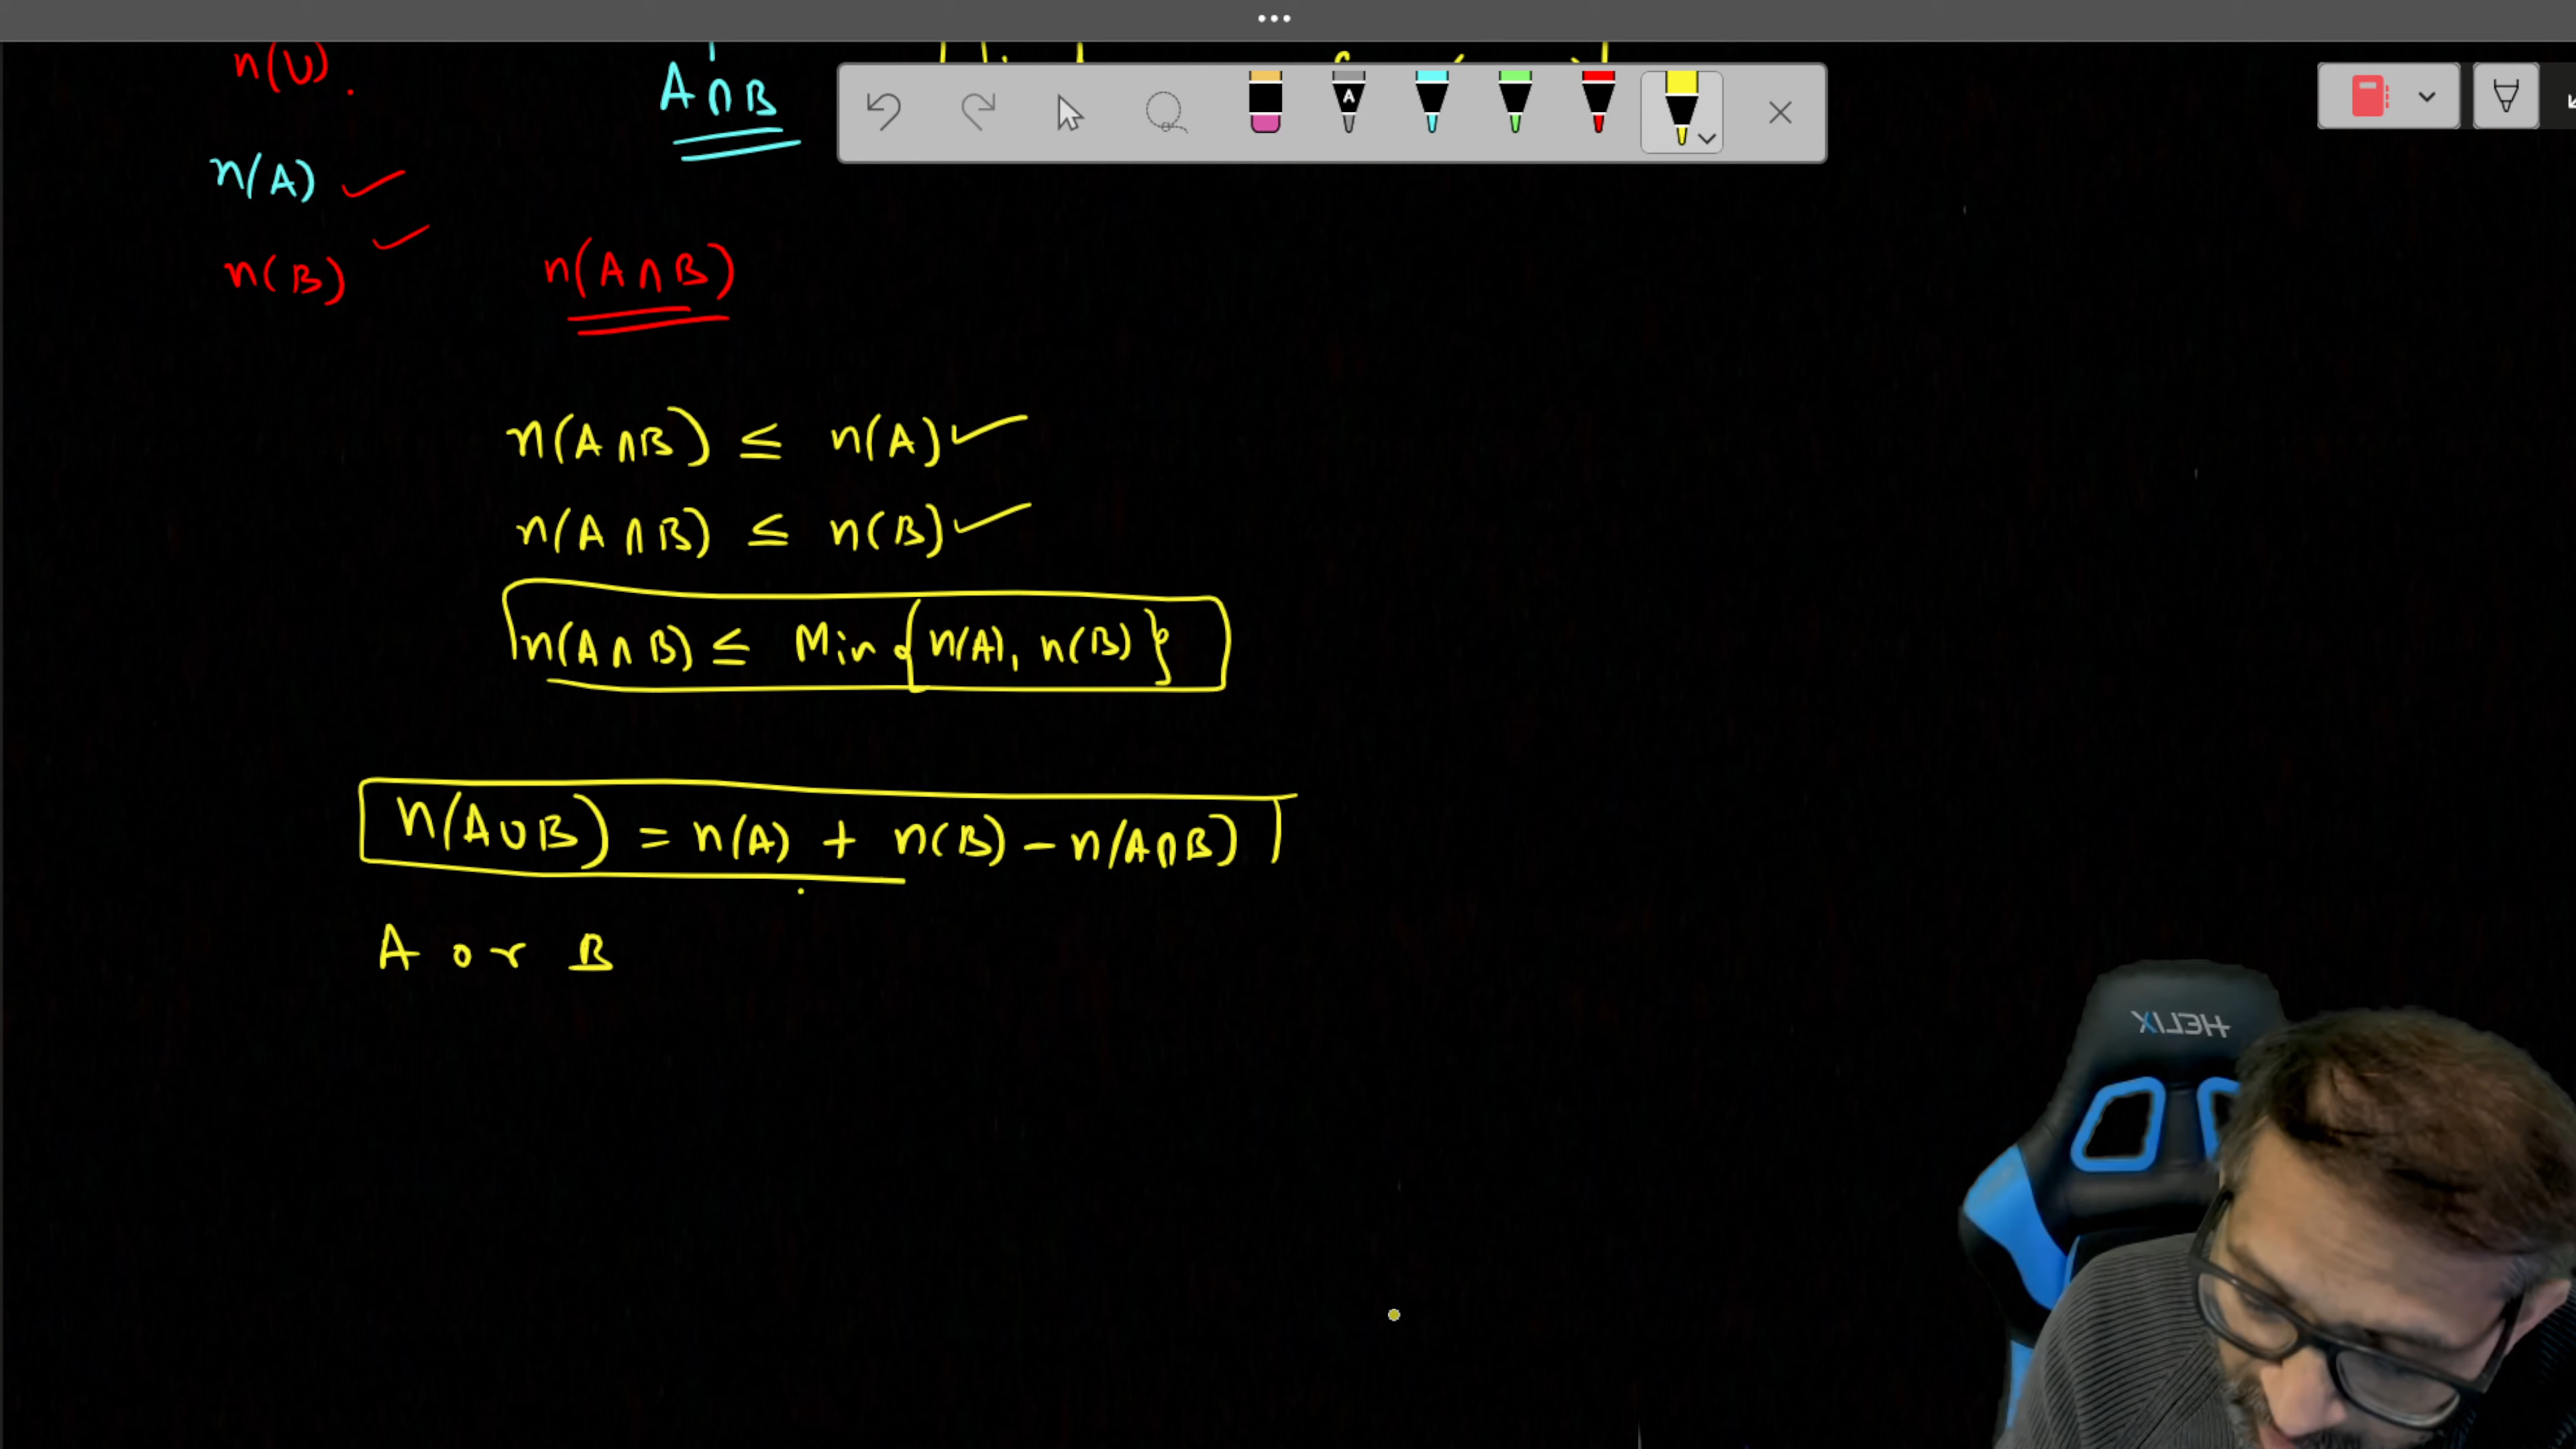 n(U).
A∩B
n(A) ✓
n(B) ✓
n(A∩B)
n(A∩B) ≤ n(A) ✓
n(A∩B) ≤ n(B) ✓
n(A∩B) ≤ Min {n(A), n(B)}
n(A∪B) = n(A) + n(B) - n(A∩B)
A or B
HELIX
A